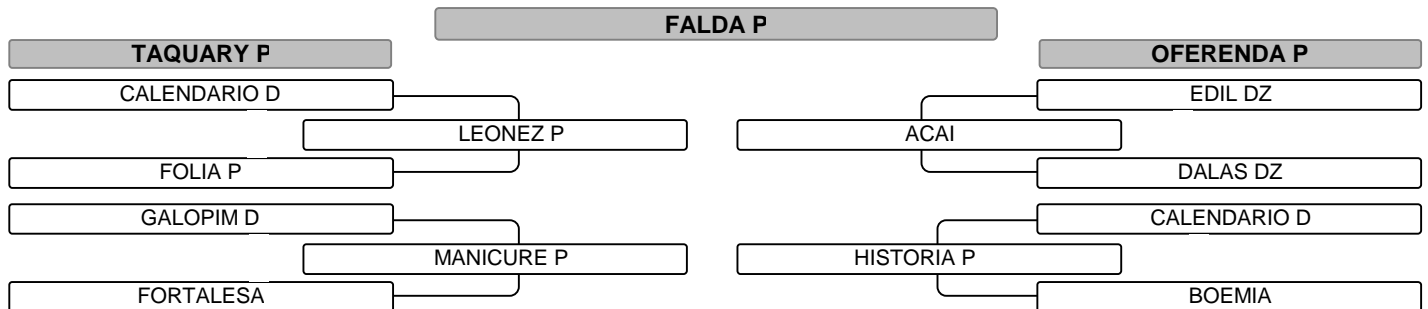 FALDA P
TAQUARY P
OFERENDA P
CALENDARIO D
EDIL DZ
LEONEZ P
ACAI
FOLIA P
DALAS DZ
GALOPIM D
CALENDARIO D
MANICURE P
HISTORIA P
FORTALESA
BOEMIA